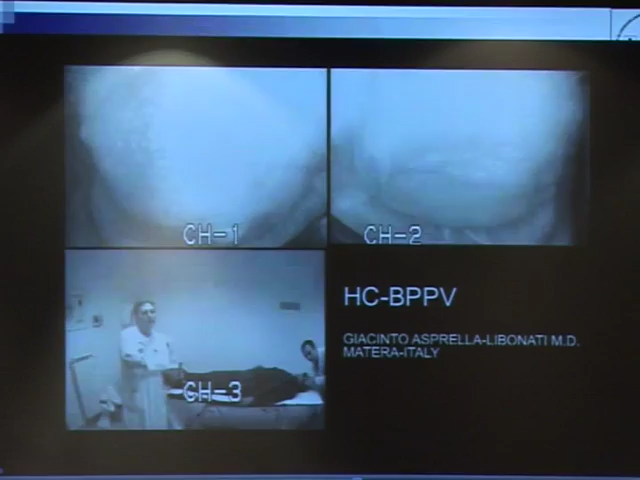 CH-1
CH-2
HC-BPPV
GIACINTO ASPRELLA-LIBONATI M.D.
MATERA-ITALY
CH-3